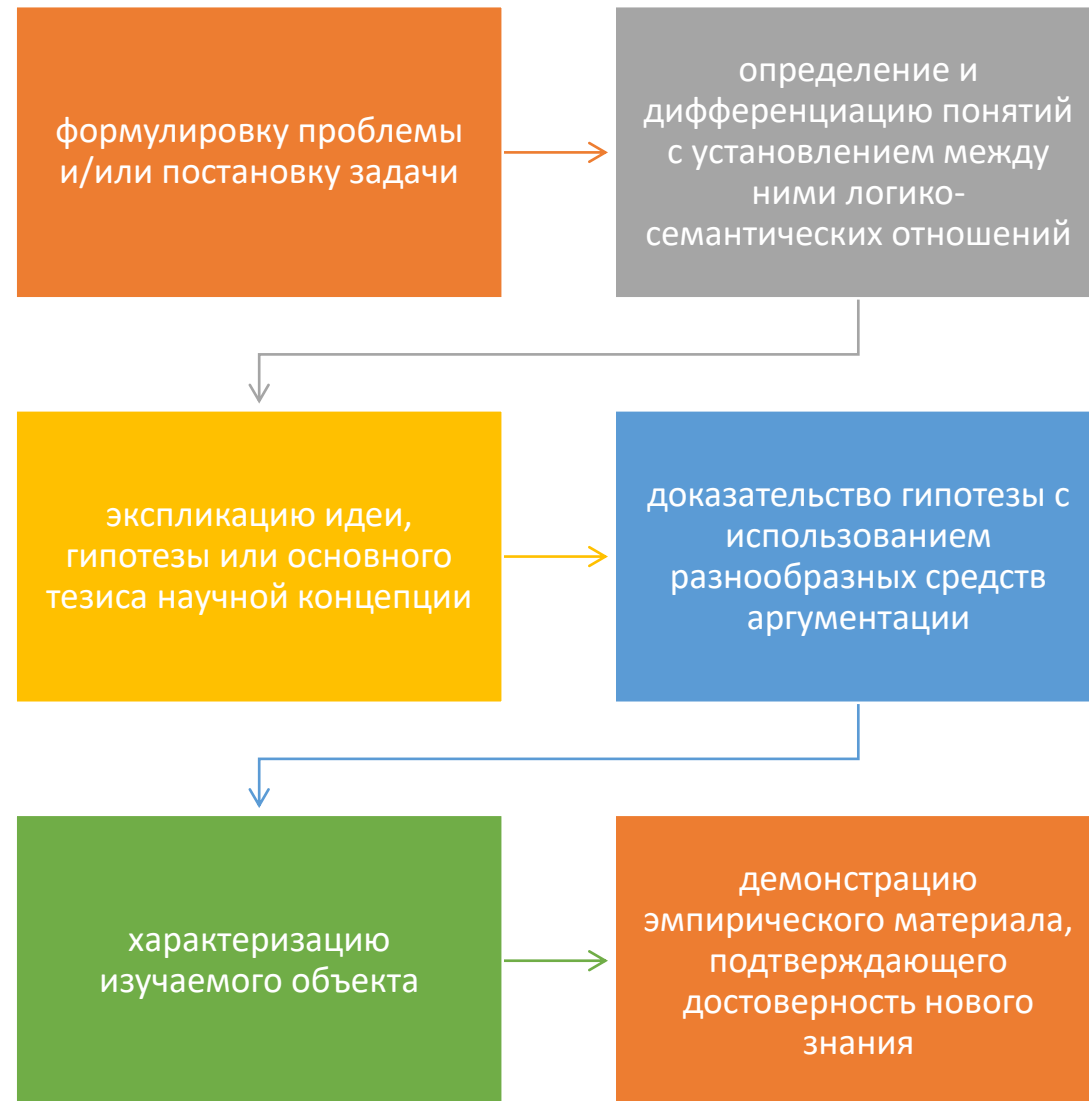 формулировку проблемы
и/или постановку задачи
определение и
дифференциацию понятий
с установлением между
ними логико-
семантических отношений
экспликацию идеи,
гипотезы или основного
тезиса научной концепции
доказательство гипотезы с
использованием
разнообразных средств
аргументации
характеризацию
изучаемого объекта
демонстрацию
эмпирического материала,
подтверждающего
достоверность нового
знания